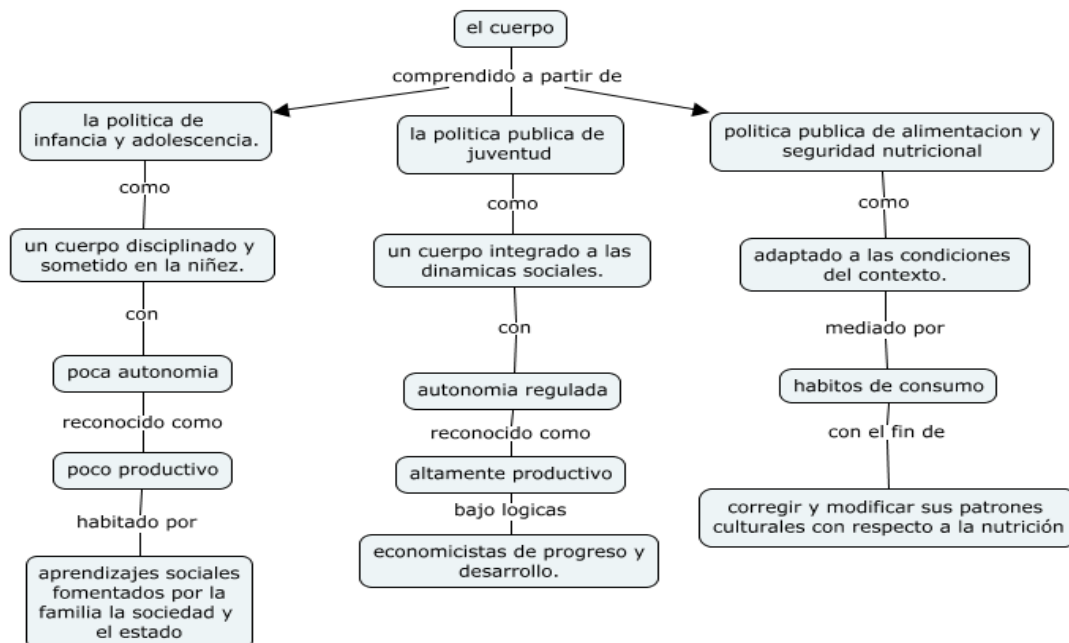 el cuerpo
comprendido a partir de
la politica de
infancia y adolescencia.
como
un cuerpo disciplinado y
sometido en la niñez.
con
poca autonomia
reconocido como
poco productivo
habitado por
aprendizajes sociales
fomentados por la
familia la sociedad y
el estado
la politica publica de
juventud
como
un cuerpo integrado a las
dinamicas sociales.
con
autonomia regulada
reconocido como
altamente productivo
bajo logicas
economicistas de progreso y
desarrollo.
politica publica de alimentacion y
seguridad nutricional
como
adaptado a las condiciones
del contexto.
mediado por
habitos de consumo
con el fin de
corregir y modificar sus patrones
culturales con respecto a la nutrición